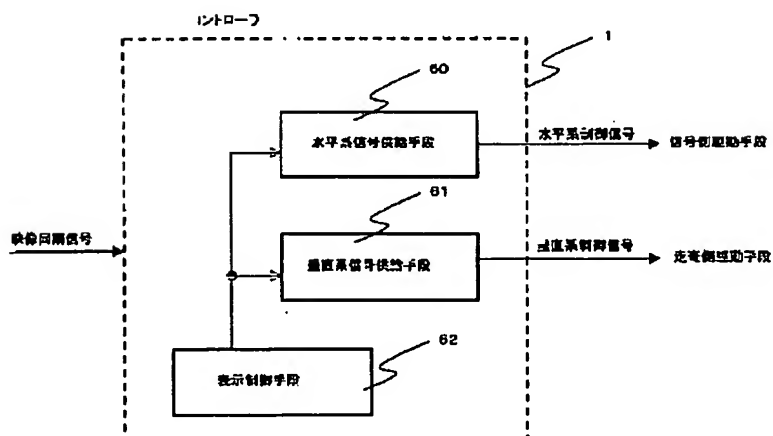 コントローラ
1
60
水平系信号供給手段
水平系制御信号
信号側駆動手段
61
映像同期信号
垂直系信号供給手段
垂直系制御信号
走査側駆動手段
62
表示制御手段